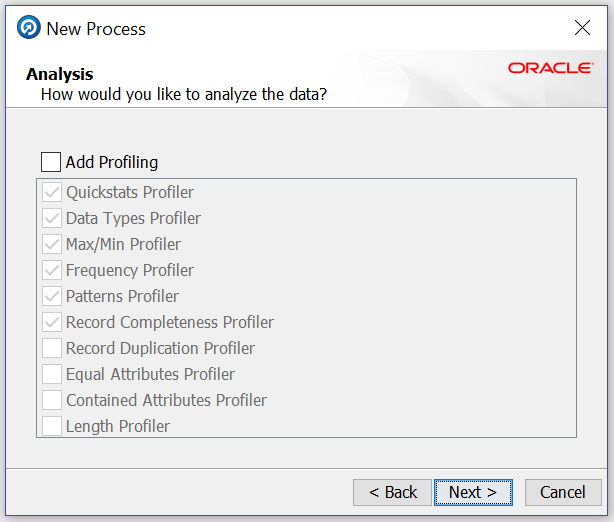 New Process
Analysis
How would you like to analyze the data?
ORACLE
Add Profiling
Quickstats Profiler
Data Types Profiler
Max/Min Profiler
Frequency Profiler
Patterns Profiler
Record Completeness Profiler
Record Duplication Profiler
Equal Attributes Profiler
Contained Attributes Profiler
Length Profiler
< Back
Next >
Cancel